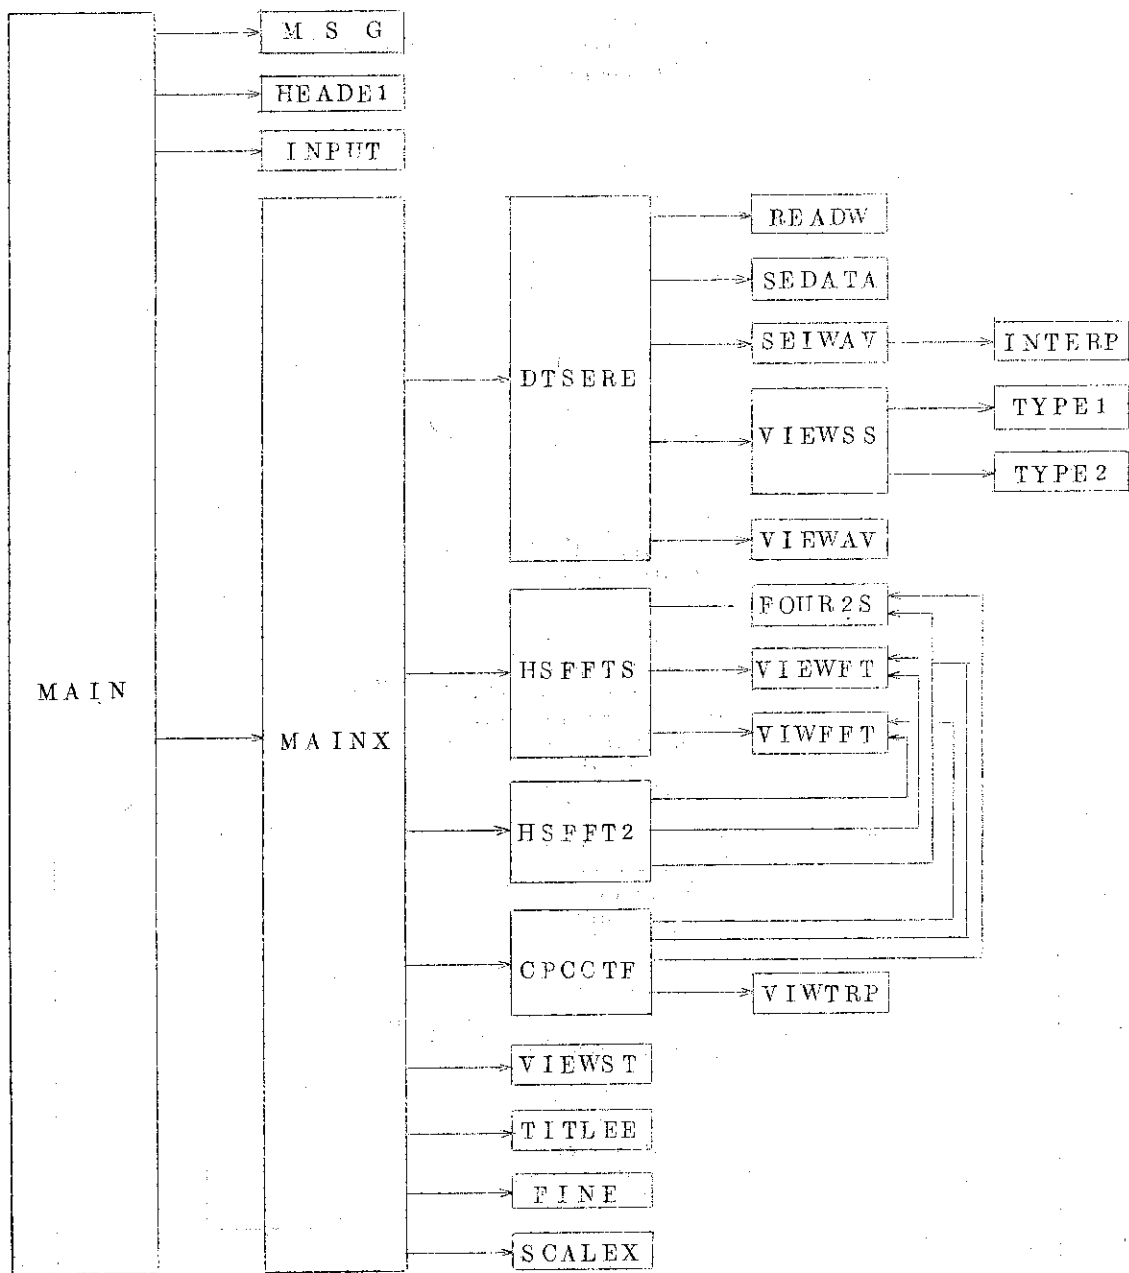 MSG
HEADE1
INPUT
READW
SEDATA
SEIWAV
INTERP
DTSERE
TYPE1
VIEWSS
TYPE2
VIEWAV
FOUR2S
HSFFTS
VIEWFT
MAIN
MAINX
VIWFFT
HSFFT2
CPCCTF
VIWTRP
VIEWST
TITLEE
FINE
SCALEX